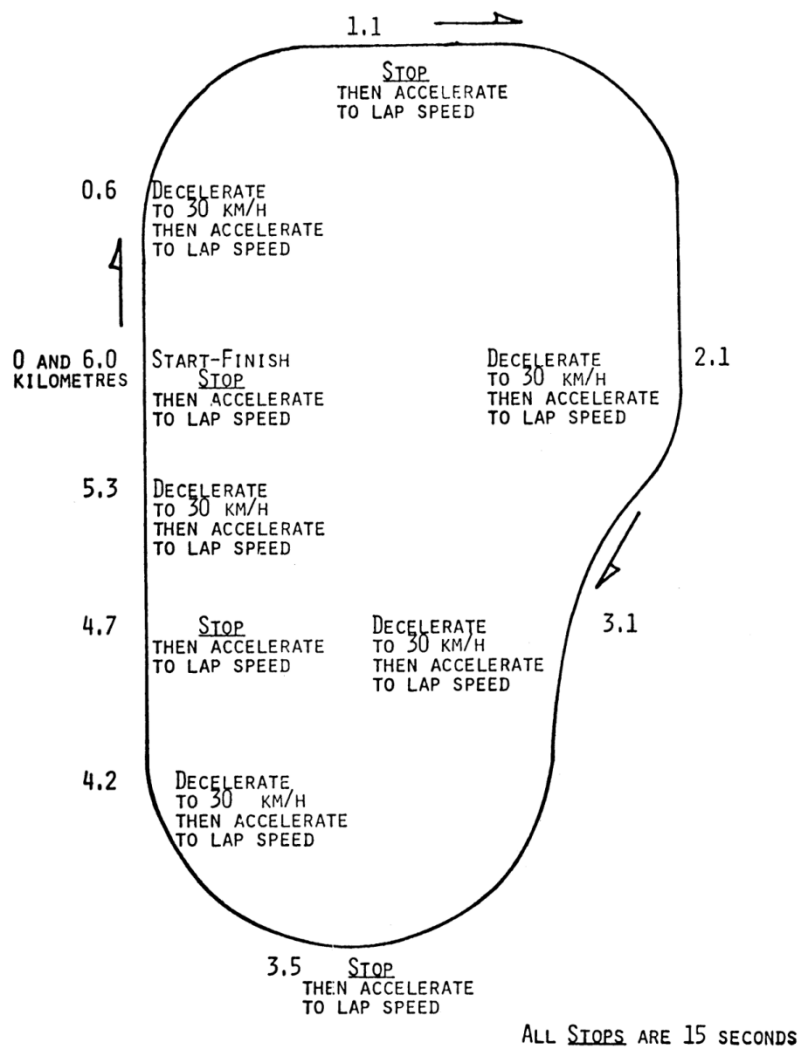 1.1
STOP
THEN ACCELERATE
TO LAP SPEED
0.6
DECELERATE
TO 30 KM/H
THEN ACCELERATE
TO LAP SPEED
0 AND 6.0
KILOMETRES
START-FINISH
STOP
THEN ACCELERATE
TO LAP SPEED
DECELERATE
TO 30 KM/H
THEN ACCELERATE
TO LAP SPEED
2.1
5.3
DECELERATE
TO 30 KM/H
THEN ACCELERATE
TO LAP SPEED
4.7
STOP
THEN ACCELERATE
TO LAP SPEED
DECELERATE
TO 30 KM/H
THEN ACCELERATE
TO LAP SPEED
3.1
4.2
DECELERATE
TO 30 KM/H
THEN ACCELERATE
TO LAP SPEED
3.5
STOP
THEN ACCELERATE
TO LAP SPEED
ALL STOPS ARE 15 SECONDS